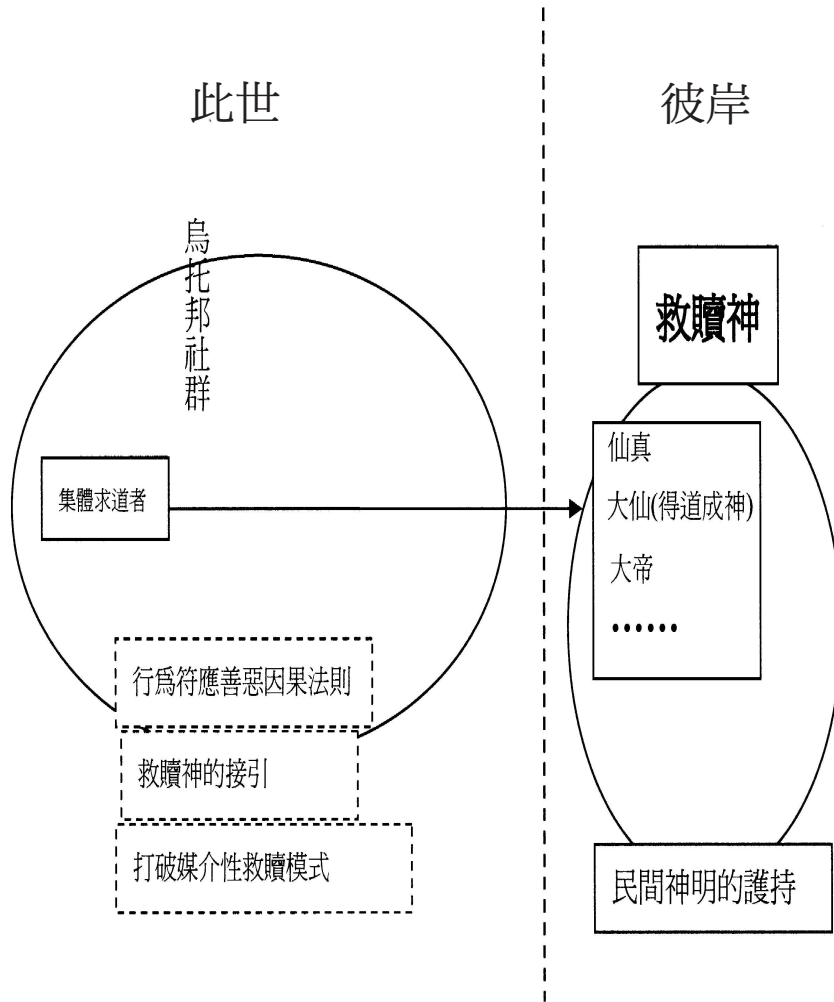 此世
彼岸
烏托邦社群
集體求道者
行為符應善惡因果法則
救贖神的接引
打破媒介性救贖模式
救贖神
仙真
大仙(得道成神)
大帝
••••••
民間神明的護持